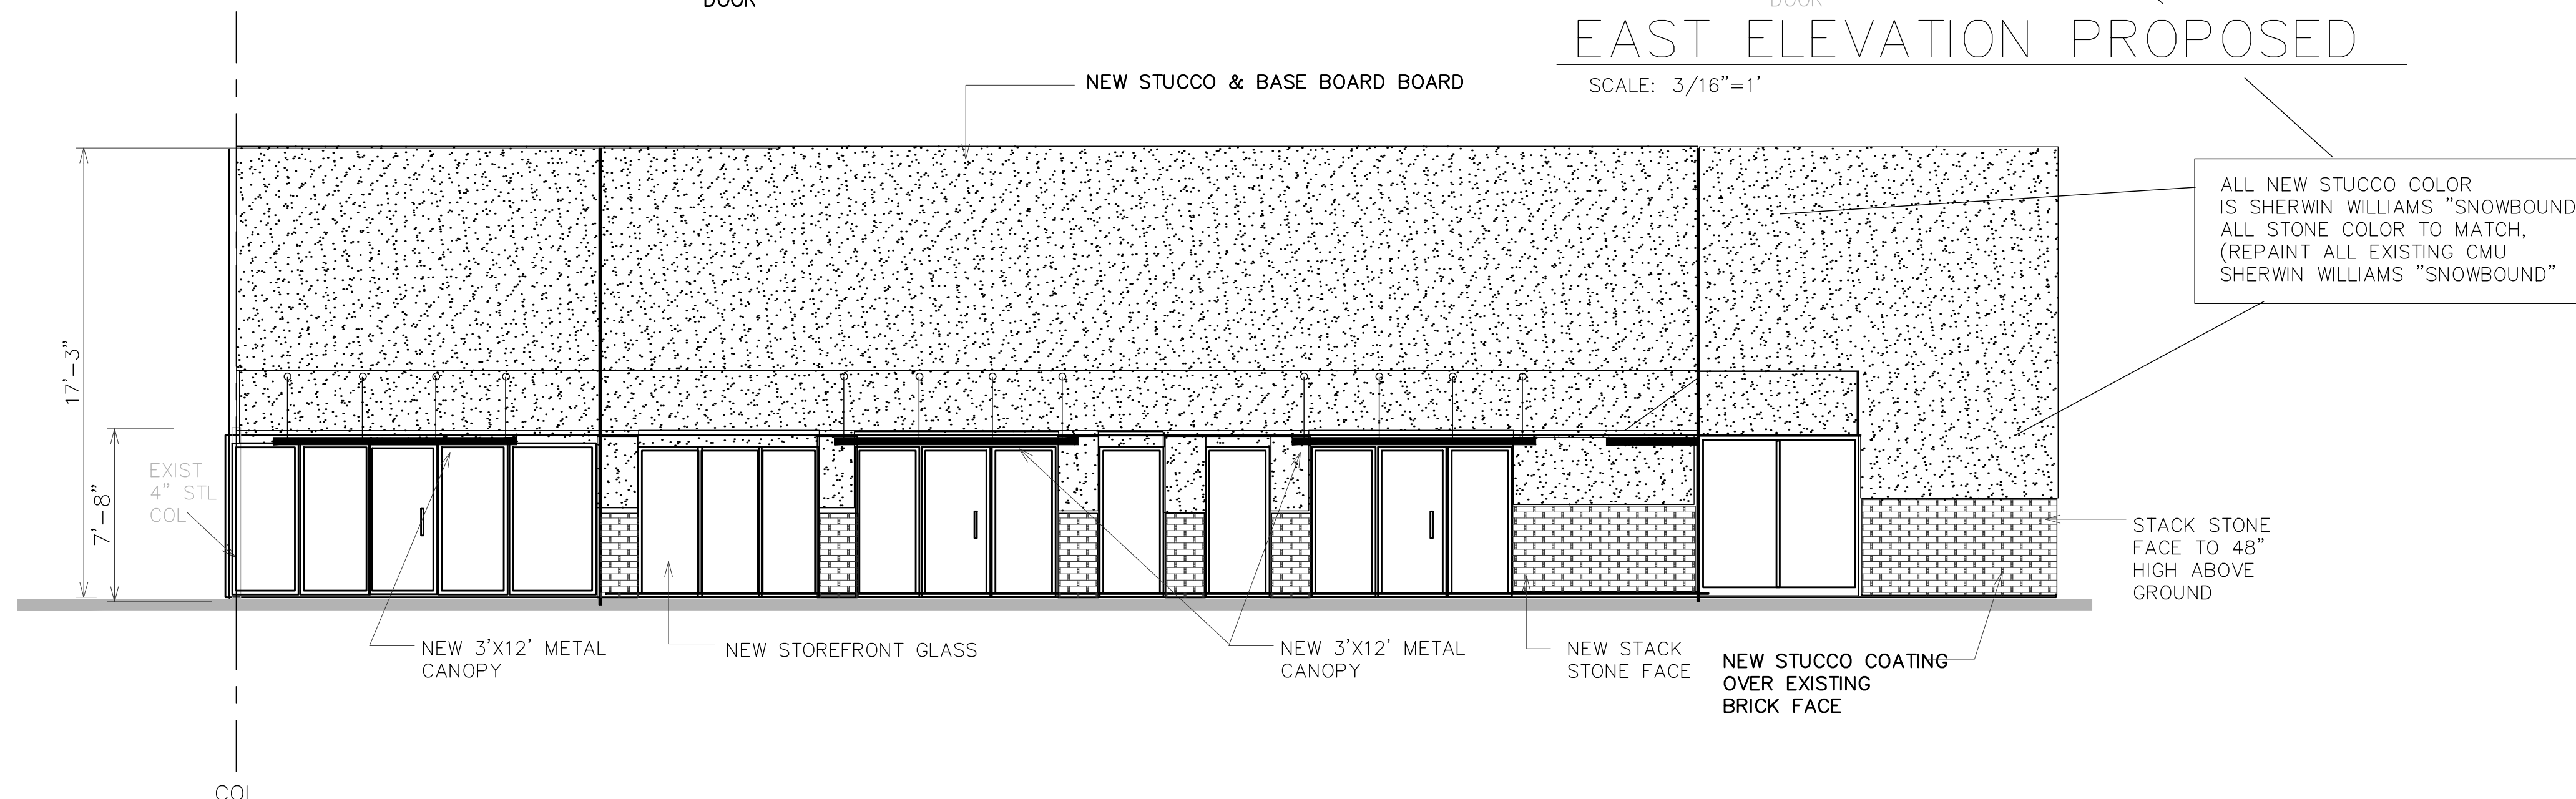 DOOR
DOOR
EAST ELEVATION PROPOSED
SCALE: 3/16"=1'
NEW STUCCO & BASE BOARD BOARD
ALL NEW STUCCO COLOR
IS SHERWIN WILLIAMS "SNOWBOUND
ALL STONE COLOR TO MATCH,
(REPAINT ALL EXISTING CMU
SHERWIN WILLIAMS "SNOWBOUND"
17'-3"
7'-8"
EXIST
4" STL
COL
STACK STONE
FACE TO 48"
HIGH ABOVE
GROUND
NEW 3'X12' METAL
CANOPY
NEW STOREFRONT GLASS
NEW 3'X12' METAL
CANOPY
NEW STACK
STONE FACE
NEW STUCCO COATING
OVER EXISTING
BRICK FACE
COL